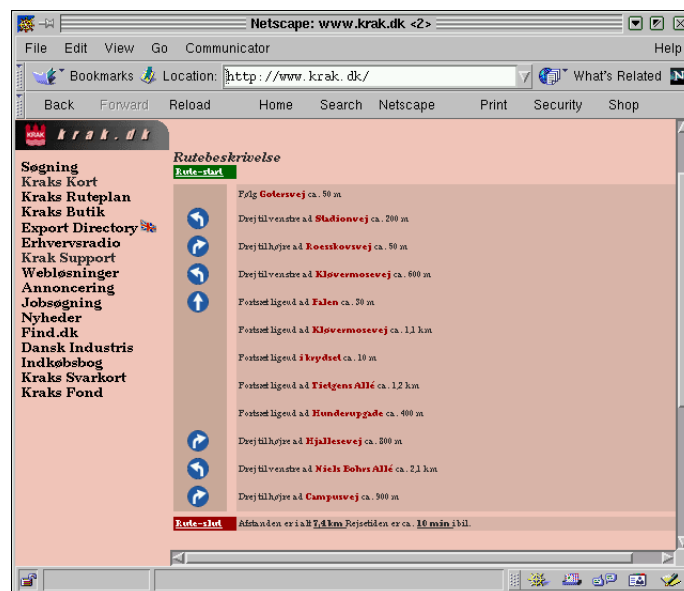 Netscape: www.krak.dk <2>
File Edit View Go Communicator Help
Bookmarks Location: http://www.krak.dk/ What's Related N
Back Forward Reload Home Search Netscape Print Security Shop
KRAK krak.dk
Søgning
Kraks Kort
Kraks Ruteplan
Kraks Butik
Export Directory
Erhvervsradio
Krak Support
Webløsninger
Annoncering
Jobsøgning
Nyheder
Find.dk
Dansk Industris
Indkøbsbog
Kraks Svarkort
Kraks Fond
Rutebeskrivelse
Rute-start
Følg Gotersvej ca. 50 m
Drej til venstre ad Stadionvej ca. 200 m
Drej til højre ad Roesskovsvej ca. 50 m
Drej til venstre ad Kløvermosevej ca. 600 m
Fortsæt ligeud ad Falen ca. 30 m
Fortsæt ligeud ad Kløvermosevej ca. 1,1 km
Fortsæt ligeud i krydset ca. 10 m
Fortsæt ligeud ad Tietgens Allé ca. 1,2 km
Fortsæt ligeud ad Hunderupgade ca. 400 m
Drej til højre ad Hjallesevej ca. 800 m
Drej til venstre ad Niels Bohrs Allé ca. 2,1 km
Drej til højre ad Campusvej ca. 900 m
Rute-slut Afstanden er i alt 7,4 km Rejsetiden er ca. 10 min i bil.